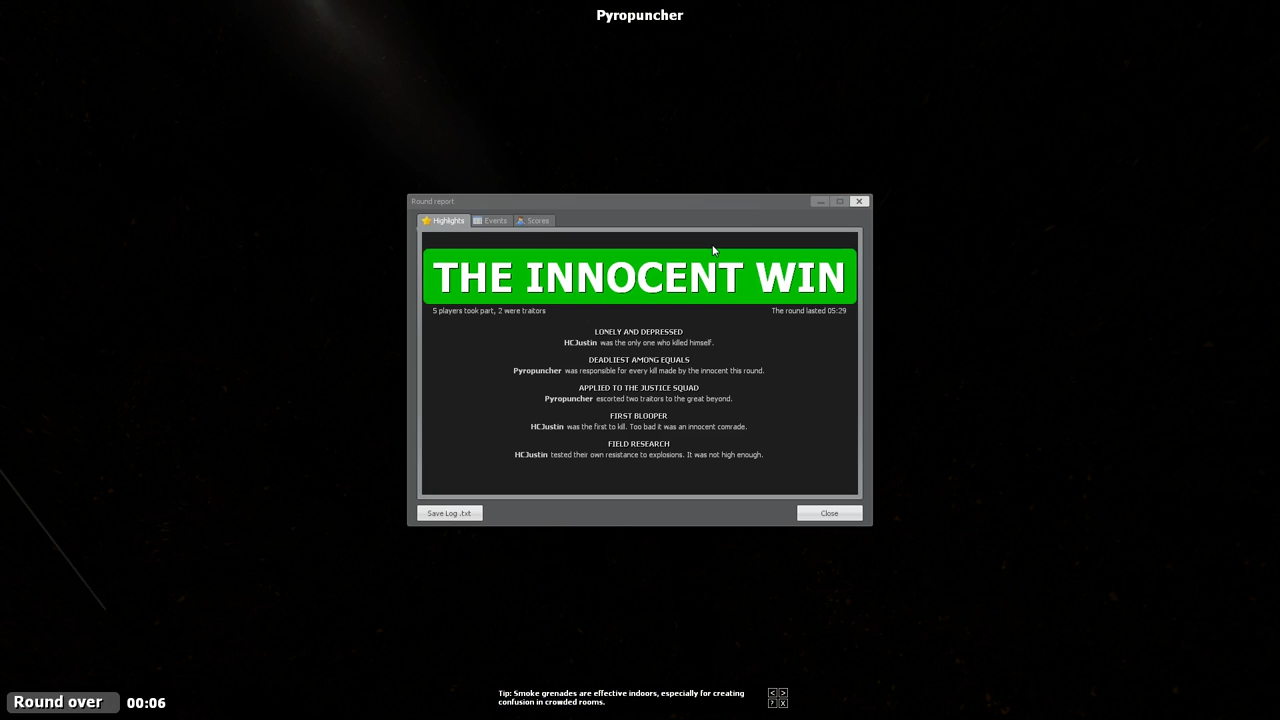 Pyropuncher
Round report
Highlights Events Scores
THE INNOCENT WIN
5 players took part, 2 were traitors The round lasted 05:29
LONELY AND DEPRESSED
HCJustin was the only one who killed himself.
DEADLIEST AMONG EQUALS
Pyropuncher was responsible for every kill made by the innocent this round.
APPLIED TO THE JUSTICE SQUAD
Pyropuncher escorted two traitors to the great beyond.
FIRST BLOOPER
HCJustin was the first to kill. Too bad it was an innocent comrade.
FIELD RESEARCH
HCJustin tested their own resistance to explosions. It was not high enough.
Save Log .txt Close
Tip: Smoke grenades are effective indoors, especially for creating
confusion in crowded rooms.
< >
? X
Round over 00:06